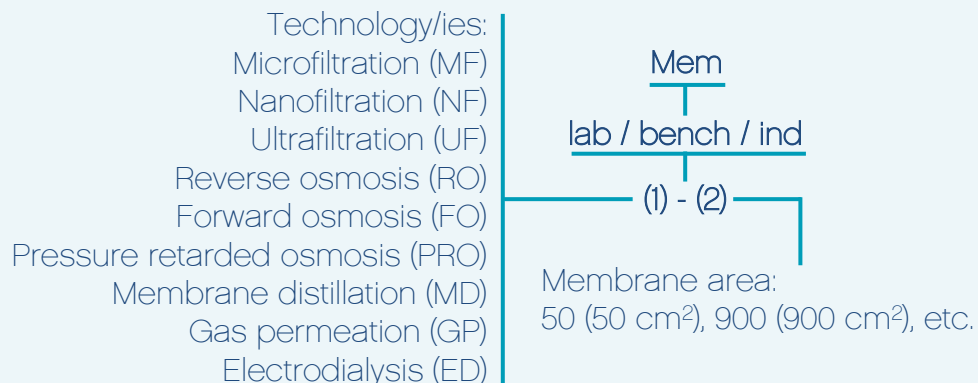 Technology/ies:
Microfiltration (MF)
Nanofiltration (NF)
Ultrafiltration (UF)
Reverse osmosis (RO)
Forward osmosis (FO)
Pressure retarded osmosis (PRO)
Membrane distillation (MD)
Gas permeation (GP)
Electrodialysis (ED)
Mem
lab / bench / ind
(1) - (2)
Membrane area:
50 (50 cm²), 900 (900 cm²), etc.